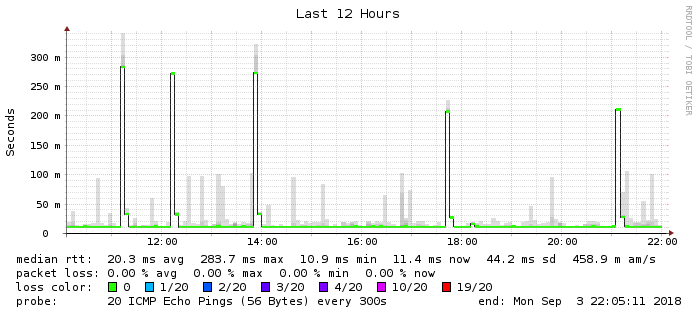 Last 12 Hours
RRDTOOL / TOBI OETIKER
Seconds
300 m
250 m
200 m
150 m
100 m
50 m
0
12:00 14:00 16:00 18:00 20:00 22:00
median rtt: 20.3 ms avg 283.7 ms max 10.9 ms min 11.4 ms now 44.2 ms sd 458.9 m am/s
packet loss: 0.00 % avg 0.00 % max 0.00 % min 0.00 % now
loss color: 0 1/20 2/20 3/20 4/20 10/20 19/20
probe: 20 ICMP Echo Pings (56 Bytes) every 300s end: Mon Sep 3 22:05:11 2018